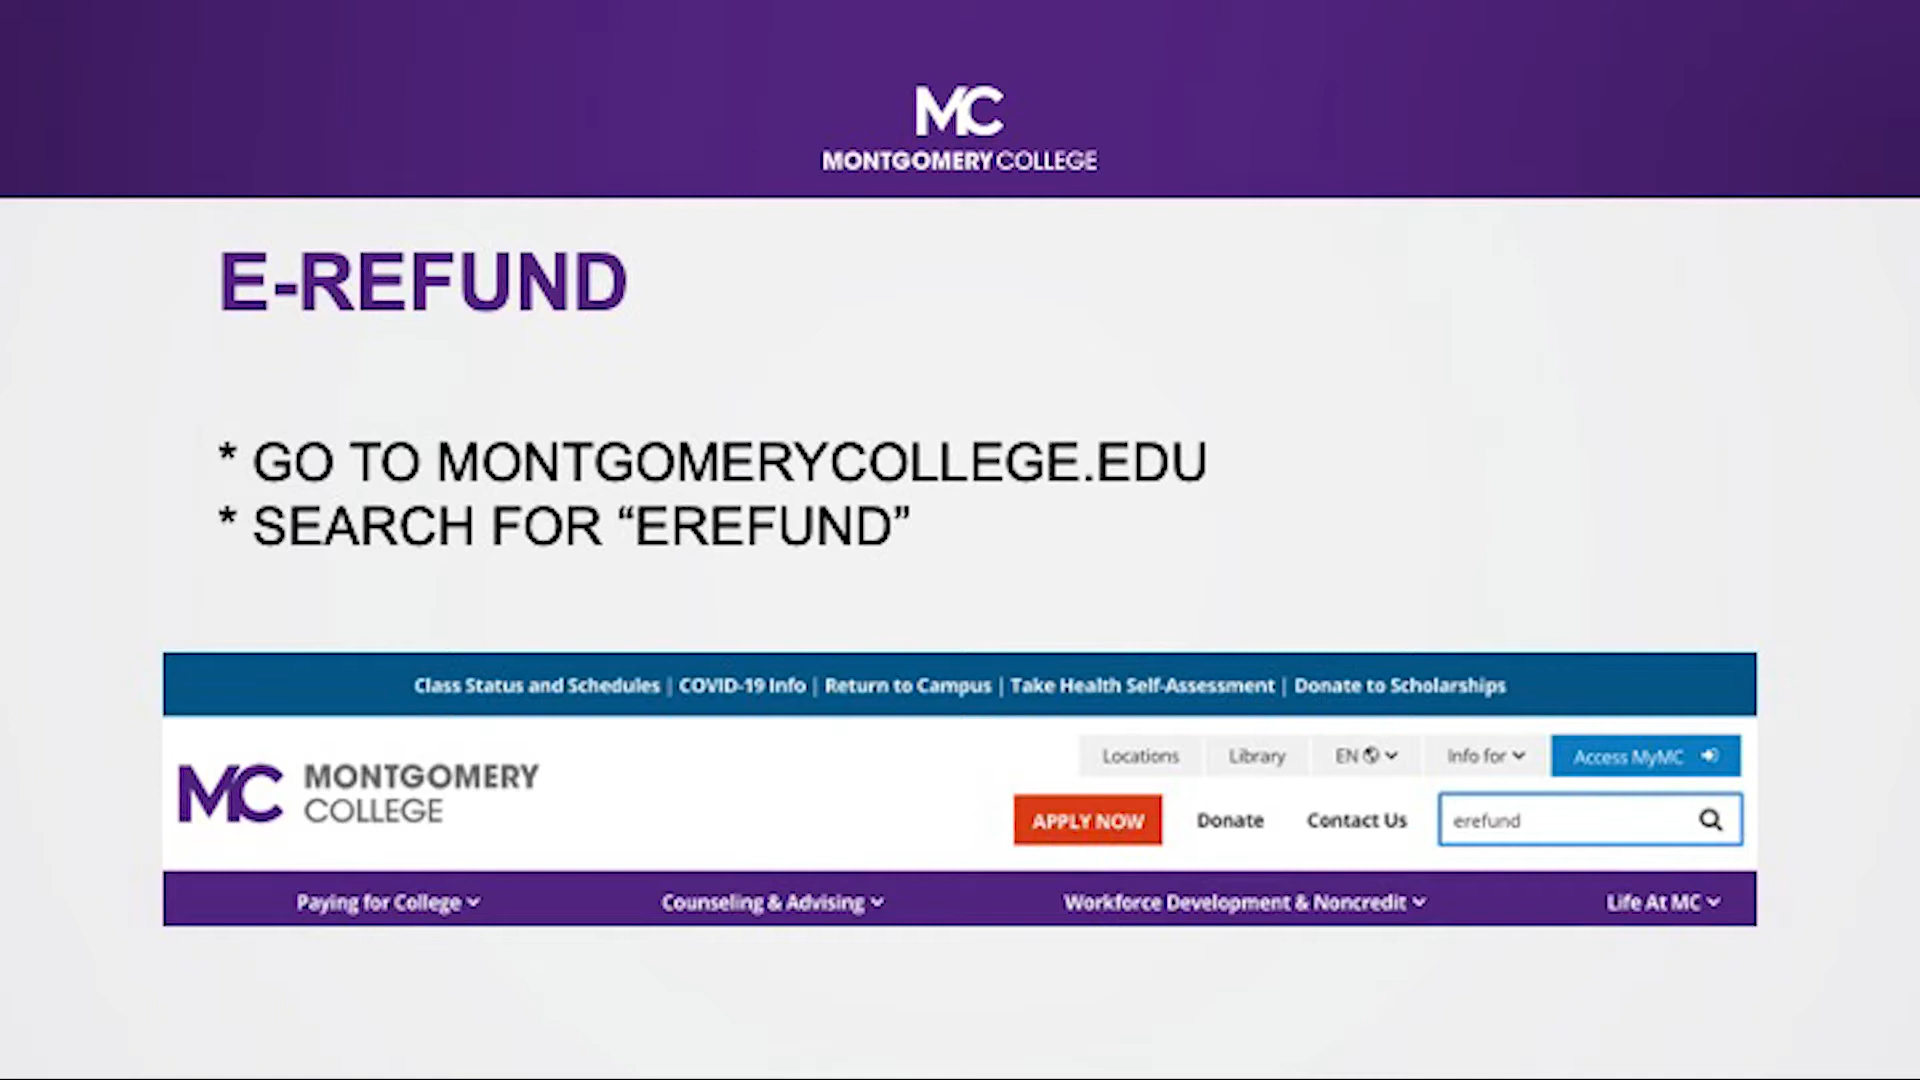 MC
MONTGOMERY COLLEGE
E-REFUND
* GO TO MONTGOMERYCOLLEGE.EDU
* SEARCH FOR “EREFUND”
Class Status and Schedules | COVID-19 Info | Return to Campus | Take Health Self-Assessment | Donate to Scholarships
Locations Library EN Info for Access MyMC
MC MONTGOMERY
COLLEGE
APPLY NOW Donate Contact Us erefund
Paying for College Counseling & Advising Workforce Development & Noncredit Life At MC